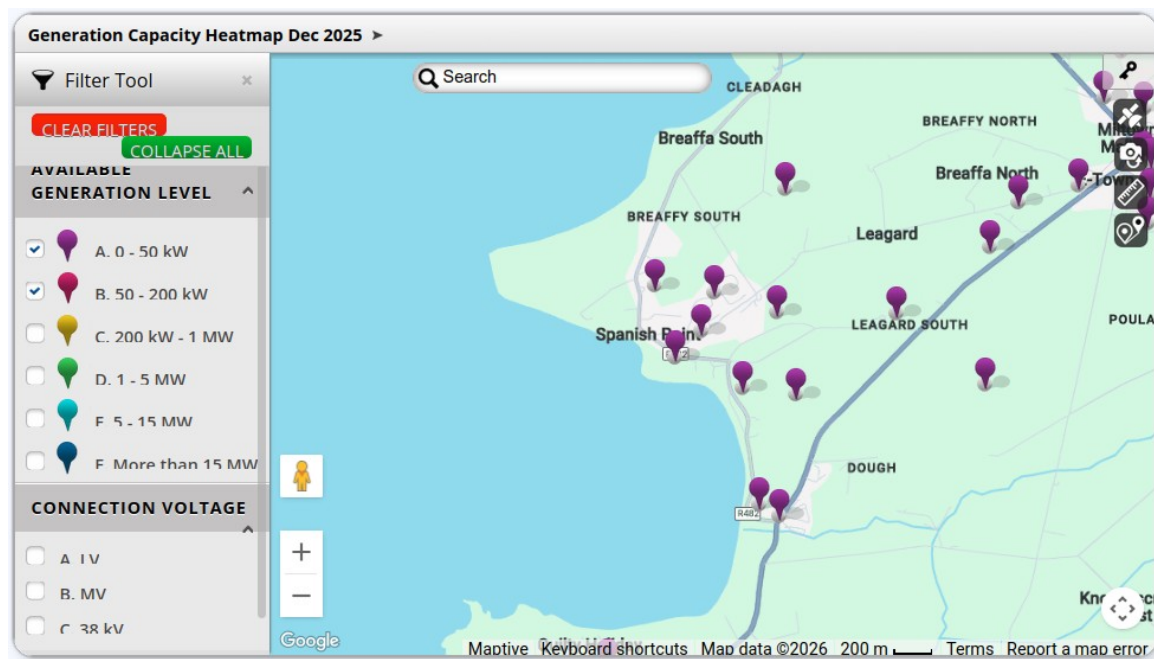 Generation Capacity Heatmap Dec 2025 ➤
Filter Tool ×
CLEAR FILTERS
COLLAPSE ALL
AVAILABLE
GENERATION LEVEL
A. 0 - 50 kW
B. 50 - 200 kW
C. 200 kW - 1 MW
D. 1 - 5 MW
E. 5 - 15 MW
F. More than 15 MW
CONNECTION VOLTAGE
A. LV
B. MV
C. 38 kV
Search
CLEADAGH
BREAFFY NORTH
Breaffa South
Breaffa North
BREAFFY SOUTH
Leagard
LEAGARD SOUTH
POULA
Spanish Point
DOUGH
R482
Google
Maptive Keyboard shortcuts Map data ©2026 200 m Terms Report a map error